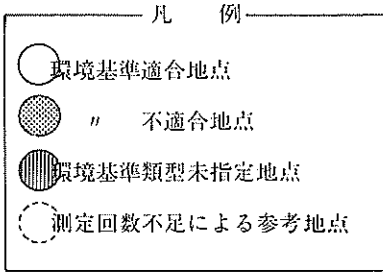 凡 例
環境基準適合地点
〃 不適合地点
環境基準類型未指定地点
測定回数不足による参考地点